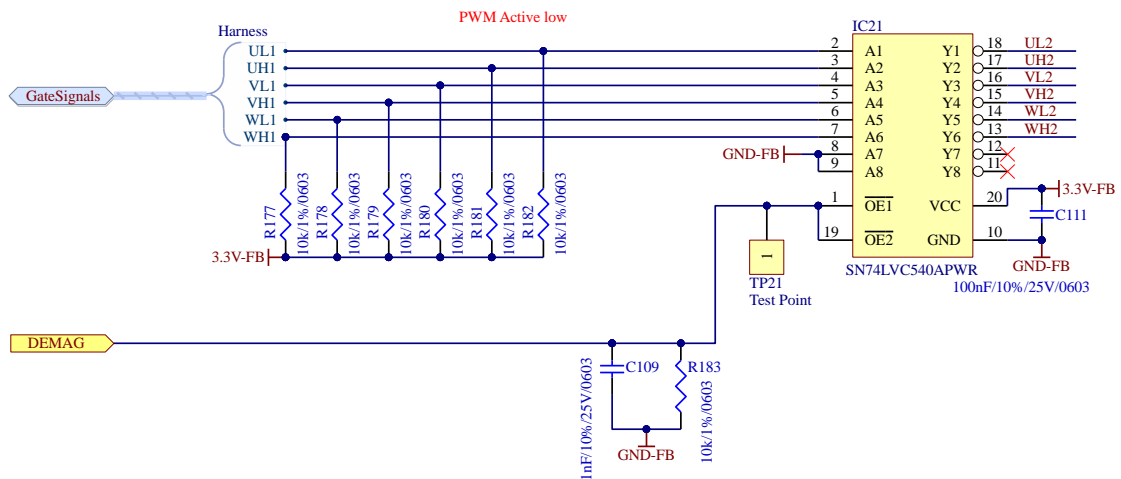 PWM Active low
Harness
IC21
GateSignals
UL1
UH1
VL1
VH1
WL1
WH1
2 A1 Y1 18 UL2
3 A2 Y2 17 UH2
4 A3 Y3 16 VL2
5 A4 Y4 15 VH2
6 A5 Y5 14 WL2
7 A6 Y6 13 WH2
GND-FB 8 A7 Y7 12
9 A8 Y8 11
1 OE1 VCC 20 3.3V-FB
C111
19 OE2 GND 10
GND-FB
SN74LVC540APWR
100nF/10%/25V/0603
R177
10k/1%/0603
R178
10k/1%/0603
R179
10k/1%/0603
R180
10k/1%/0603
R181
10k/1%/0603
R182
10k/1%/0603
3.3V-FB
1
TP21
Test Point
DEMAG
C109
1nF/10%/25V/0603
R183
10k/1%/0603
GND-FB